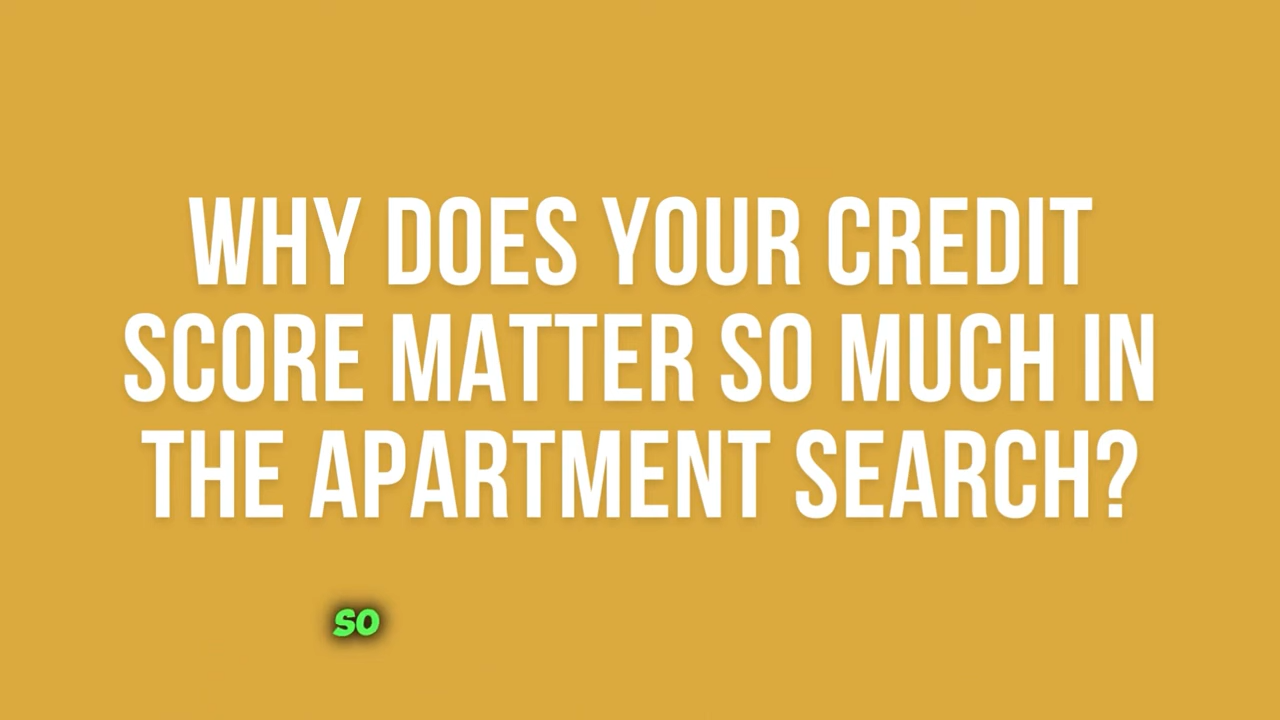 WHY DOES YOUR CREDIT
SCORE MATTER SO MUCH IN
THE APARTMENT SEARCH?
SO